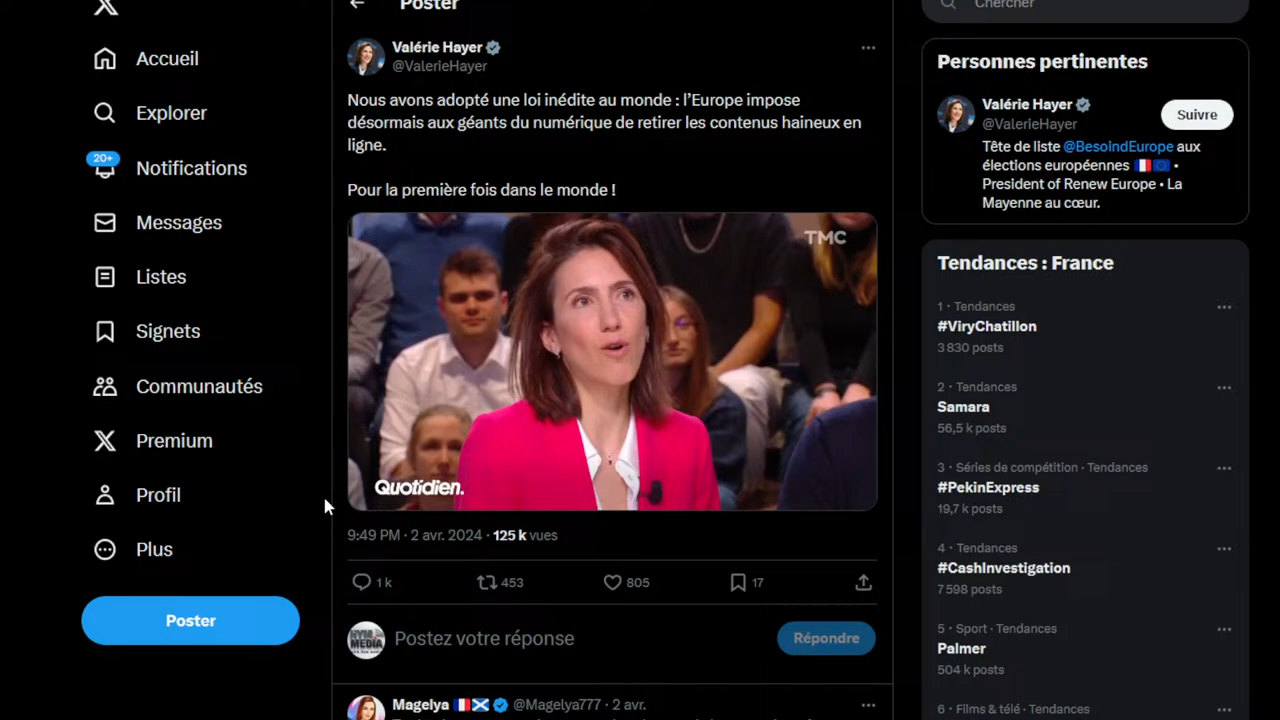 Poster
Valérie Hayer
@ValerieHayer
Nous avons adopté une loi inédite au monde : l’Europe impose
désormais aux géants du numérique de retirer les contenus haineux en
ligne.
Pour la première fois dans le monde !
TMC
Quotidien.
9:49 PM · 2 avr. 2024 · 125 k vues
1 k
453
805
17
HYM
MEDIA
Postez votre réponse
Répondre
Magelya @Magelya777 · 2 avr.
X
Accueil
Explorer
20+
Notifications
Messages
Listes
Signets
Communautés
Premium
Profil
Plus
Poster
Chercher
Personnes pertinentes
Valérie Hayer
@ValerieHayer
Suivre
Tête de liste @BesoindEurope aux
élections européennes 🇫🇷🇪🇺 •
President of Renew Europe • La
Mayenne au cœur.
Tendances : France
1 · Tendances
#ViryChatillon
3 830 posts
2 · Tendances
Samara
56,5 k posts
3 · Séries de compétition · Tendances
#PekinExpress
19,7 k posts
4 · Tendances
#CashInvestigation
7 598 posts
5 · Sport · Tendances
Palmer
504 k posts
6 · Films & télé · Tendances